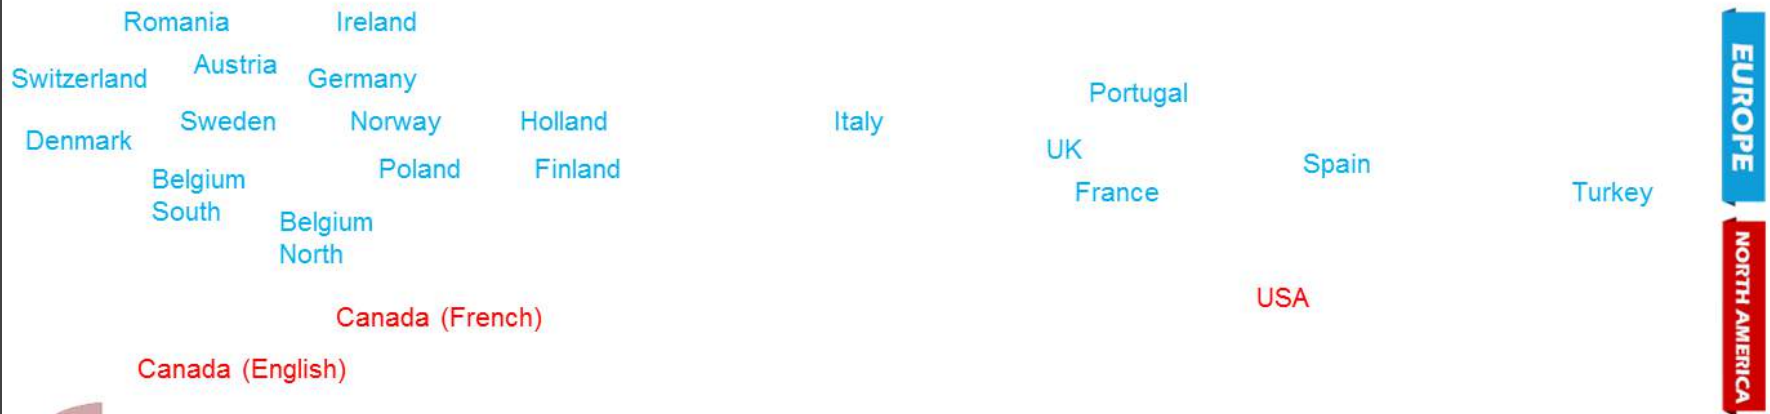 Romania
Ireland
Switzerland
Austria
Germany
Portugal
Denmark
Sweden
Norway
Holland
Italy
UK
Belgium
South
Poland
Finland
Spain
France
Turkey
Belgium
North
USA
Canada (French)
Canada (English)
EUROPE
NORTH AMERICA